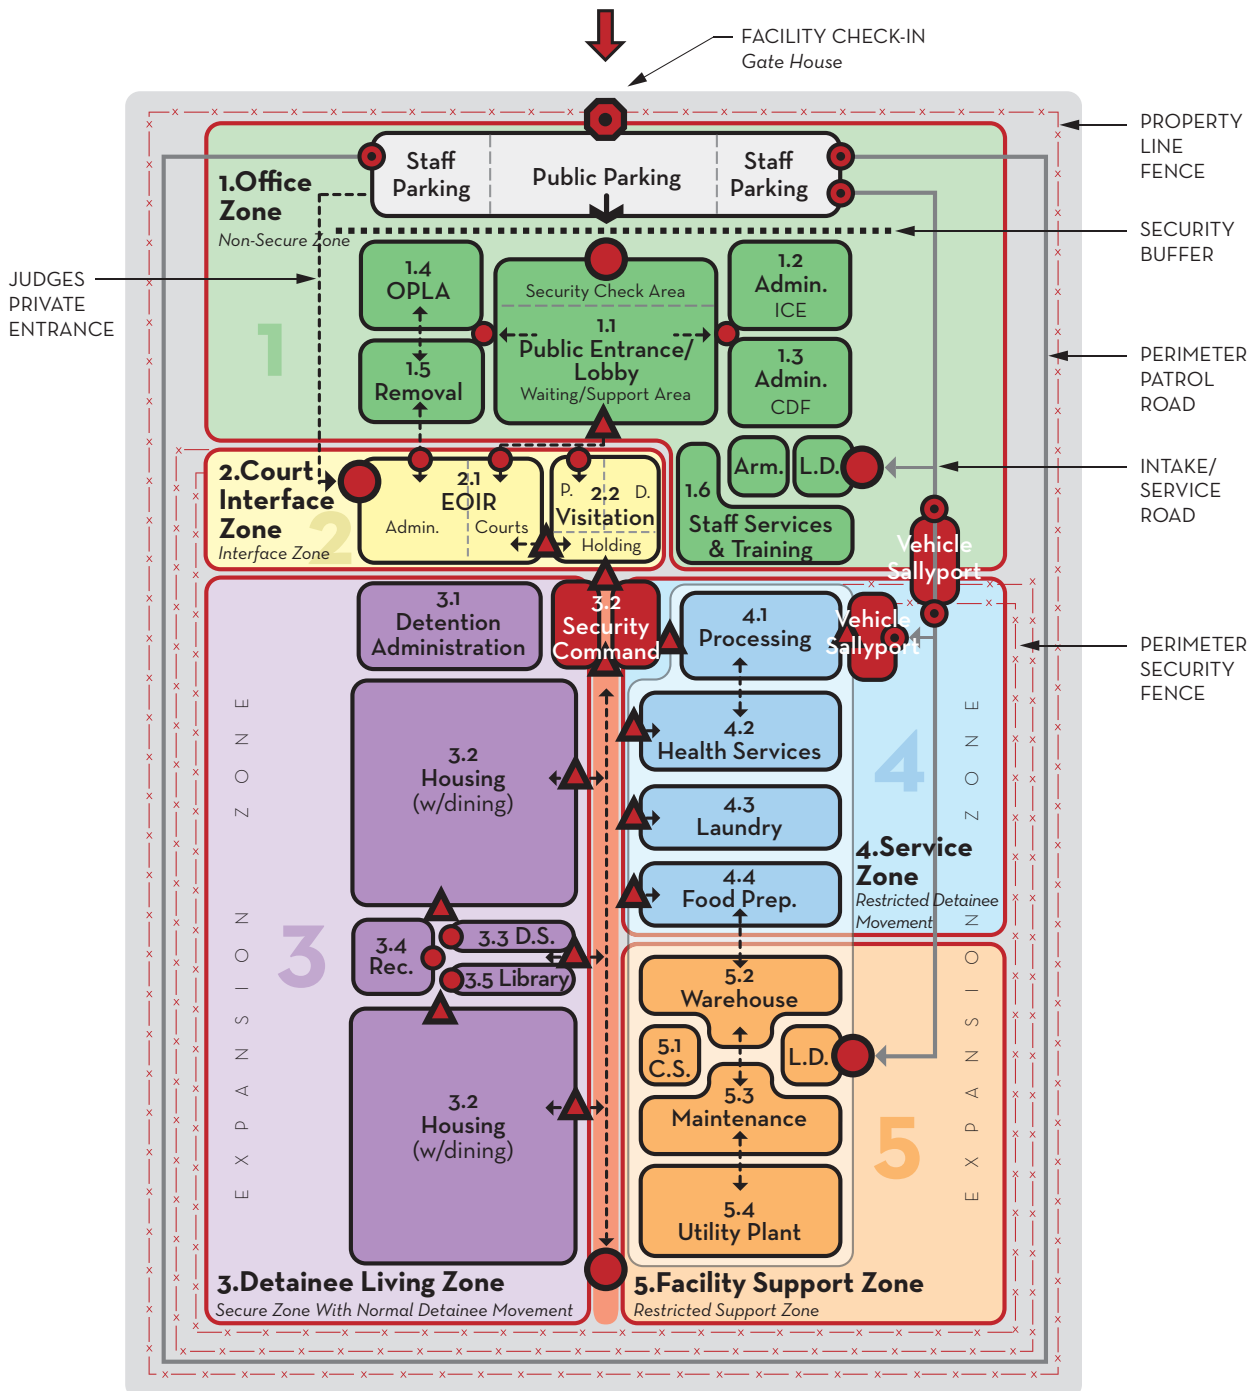 FACILITY CHECK-IN
Gate House
PROPERTY
LINE
FENCE
SECURITY
BUFFER
JUDGES
PRIVATE
ENTRANCE
PERIMETER
PATROL
ROAD
INTAKE/
SERVICE
ROAD
PERIMETER
SECURITY
FENCE
1.Office
Zone
Non-Secure Zone
1
Staff
Parking
Public Parking
Staff
Parking
1.4
OPLA
Security Check Area
1.1
Public Entrance/
Lobby
Waiting/Support Area
1.2
Admin.
ICE
1.5
Removal
1.3
Admin.
CDF
Arm.
L.D.
1.6
Staff Services
& Training
2.Court
Interface
Zone
Interface Zone
2
2.1
EOIR
Admin.
Courts
P.
2.2
D.
Visitation
Holding
Vehicle
Sallyport
3.1
Detention
Administration
3.2
Security
Command
4.1
Processing
Vehicle
Sallyport
3.2
Housing
(w/dining)
4.2
Health Services
4
4.3
Laundry
4.Service
Zone
Restricted Detainee
Movement
4.4
Food Prep.
3
3.4
Rec.
3.3 D.S.
3.5 Library
3.2
Housing
(w/dining)
5.2
Warehouse
5.1
C.S.
L.D.
5.3
Maintenance
5
5.4
Utility Plant
EXPANSION ZONE
EXPANSION ZONE
3.Detainee Living Zone
Secure Zone With Normal Detainee Movement
5.Facility Support Zone
Restricted Support Zone